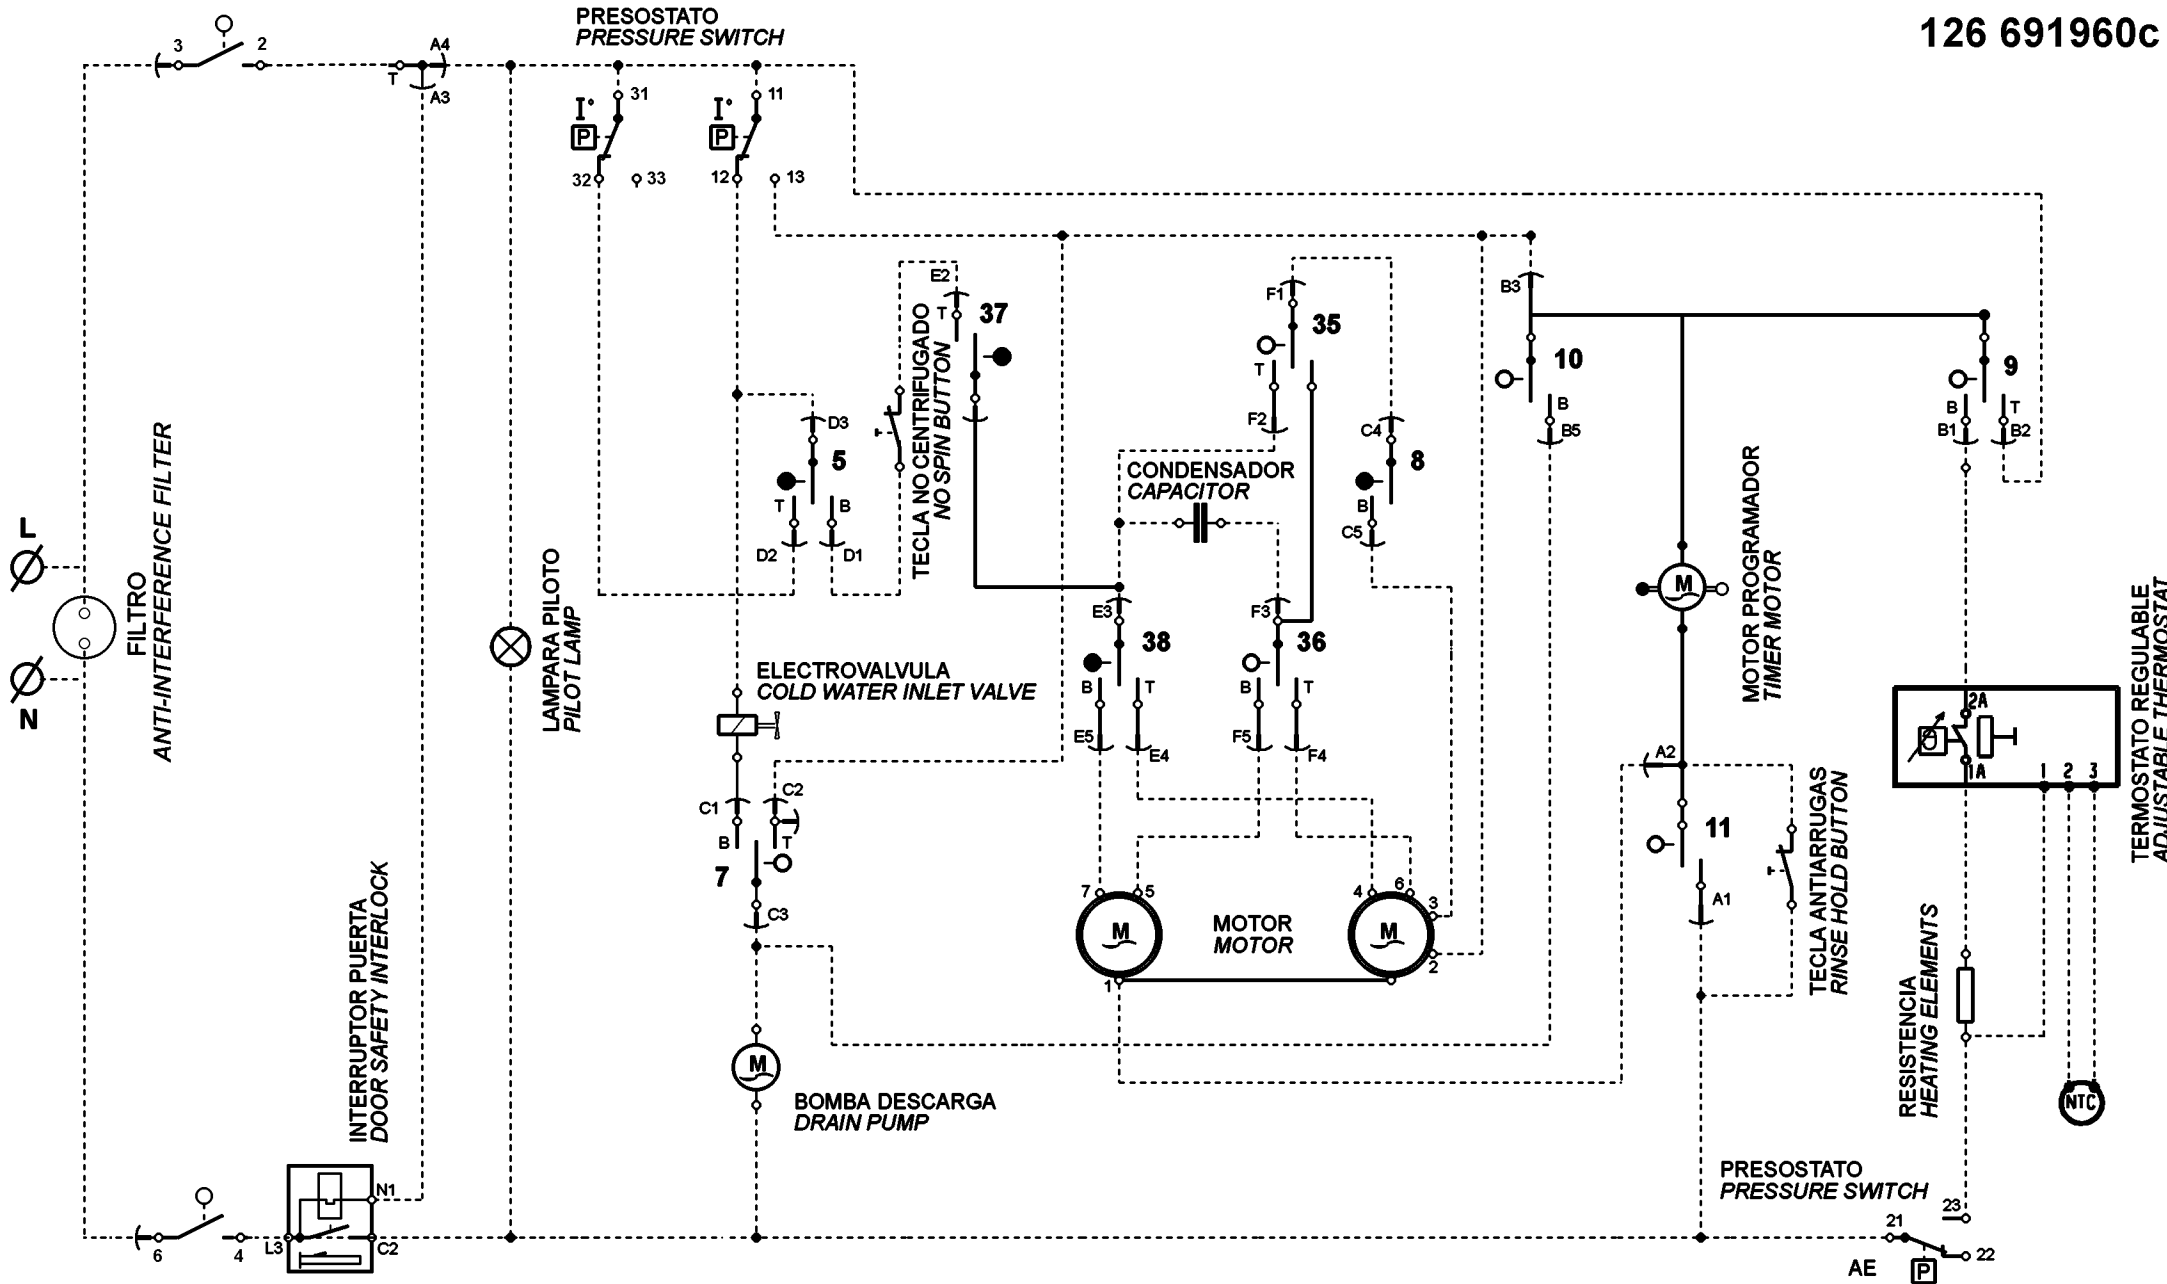 PRESOSTATO
PRESSURE SWITCH
126 691960c
3
2
T
A4
A3
I°
P
31
32
33
I°
P
11
12
13
E2
T
37
TECLA NO CENTRIFUGADO
NO SPIN BUTTON
F1
35
T
F2
B3
10
B
B5
9
B
T
B1
B2
D3
5
T
B
D2
D1
CONDENSADOR
CAPACITOR
C4
8
B
C5
L
N
FILTRO
ANTI-INTERFERENCE FILTER
LAMPARA PILOTO
PILOT LAMP
E3
38
B
T
E5
E4
F3
36
B
T
F5
F4
M
MOTOR PROGRAMADOR
TIMER MOTOR
TERMOSTATO REGULABLE
ADJUSTABLE THERMOSTAT
2A
1A
1
2
3
ELECTROVALVULA
COLD WATER INLET VALVE
C1
C2
B
T
7
C3
A2
11
A1
TECLA ANTIARRUGAS
RINSE HOLD BUTTON
7
5
M
1
MOTOR
MOTOR
4
6
3
M
2
INTERRUPTOR PUERTA
DOOR SAFETY INTERLOCK
RESISTENCIA
HEATING ELEMENTS
M
BOMBA DESCARGA
DRAIN PUMP
NTC
PRESOSTATO
PRESSURE SWITCH
6
4
L3
N1
C2
21
23
22
AE
P